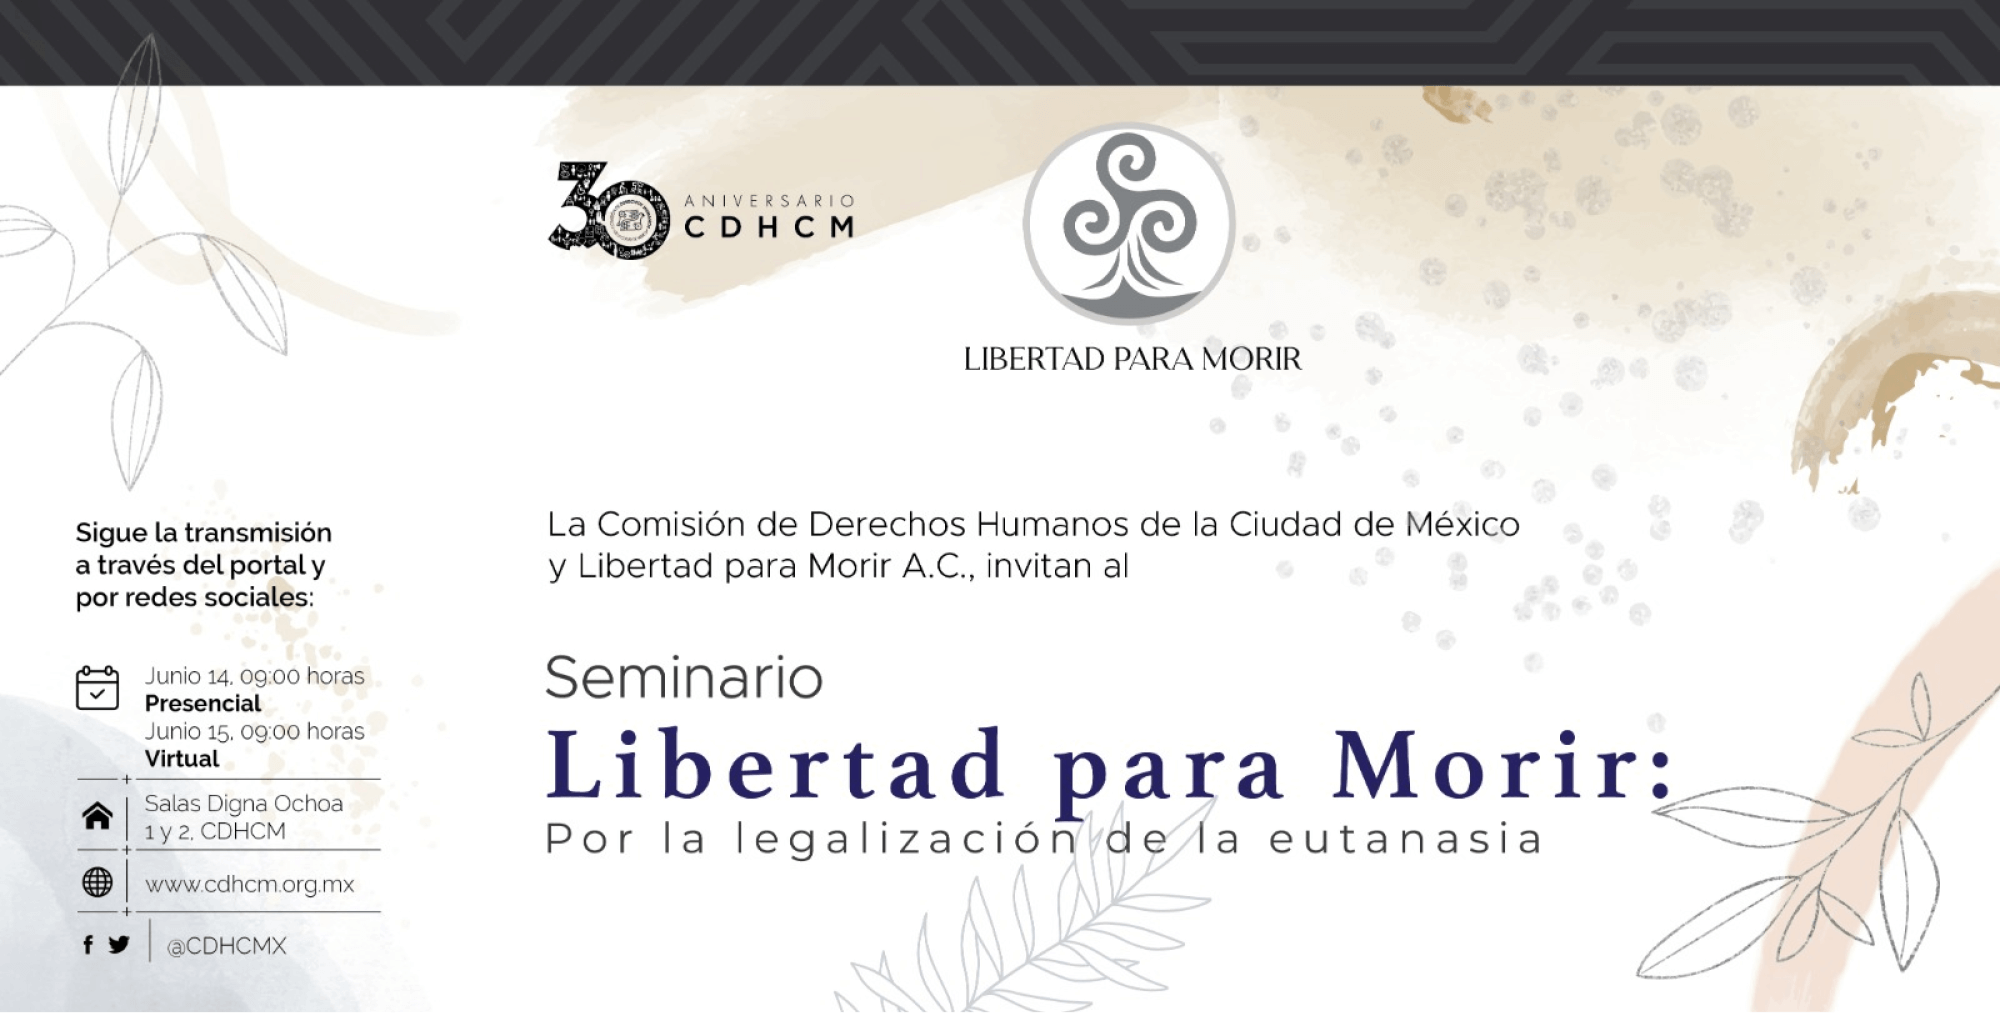 30 ANIVERSARIO
CDHCM
LIBERTAD PARA MORIR
La Comisión de Derechos Humanos de la Ciudad de México
y Libertad para Morir A.C., invitan al
Seminario
Libertad para Morir:
Por la legalización de la eutanasia
Sigue la transmisión
a través del portal y
por redes sociales:
Junio 14, 09:00 horas
Presencial
Junio 15, 09:00 horas
Virtual
Salas Digna Ochoa
1 y 2, CDHCM
www.cdhcm.org.mx
@CDHCMX